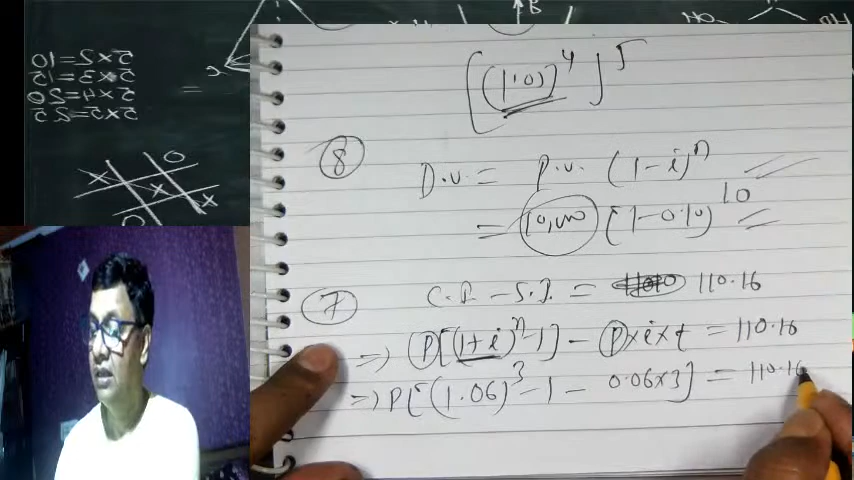 5×2=10
5×3=15
5×4=20
5×5=25
=
B
x
O
X
X
X
O
[(1.0)^4]^5
8
D.V. = P.V. (1-i)^n
= 10,000 [1-0.10)^10
7
C.I. - S.I. = 110.16
=) P[(1+i)^n-1] - P×i×t = 110.16
=) P[(1.06)^3 - 1 - 0.06×3] = 110.16